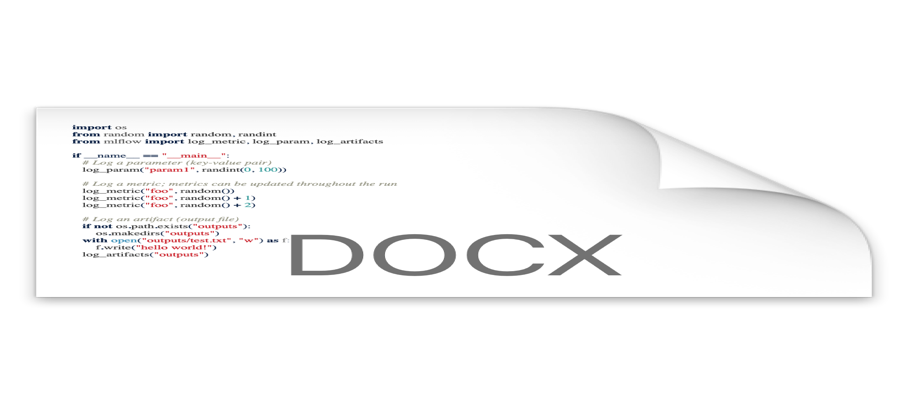 import os
from random import random, randint
from mlflow import log_metric, log_param, log_artifacts
if __name__ == "__main__":
# Log a parameter (key-value pair)
log_param("param1", randint(0, 100))
# Log a metric; metrics can be updated throughout the run
log_metric("foo", random())
log_metric("foo", random() + 1)
log_metric("foo", random() + 2)
# Log an artifact (output file)
if not os.path.exists("outputs"):
os.makedirs("outputs")
with open("outputs/test.txt", "w") as f:
f.write("hello world!")
log_artifacts("outputs")
DOCX